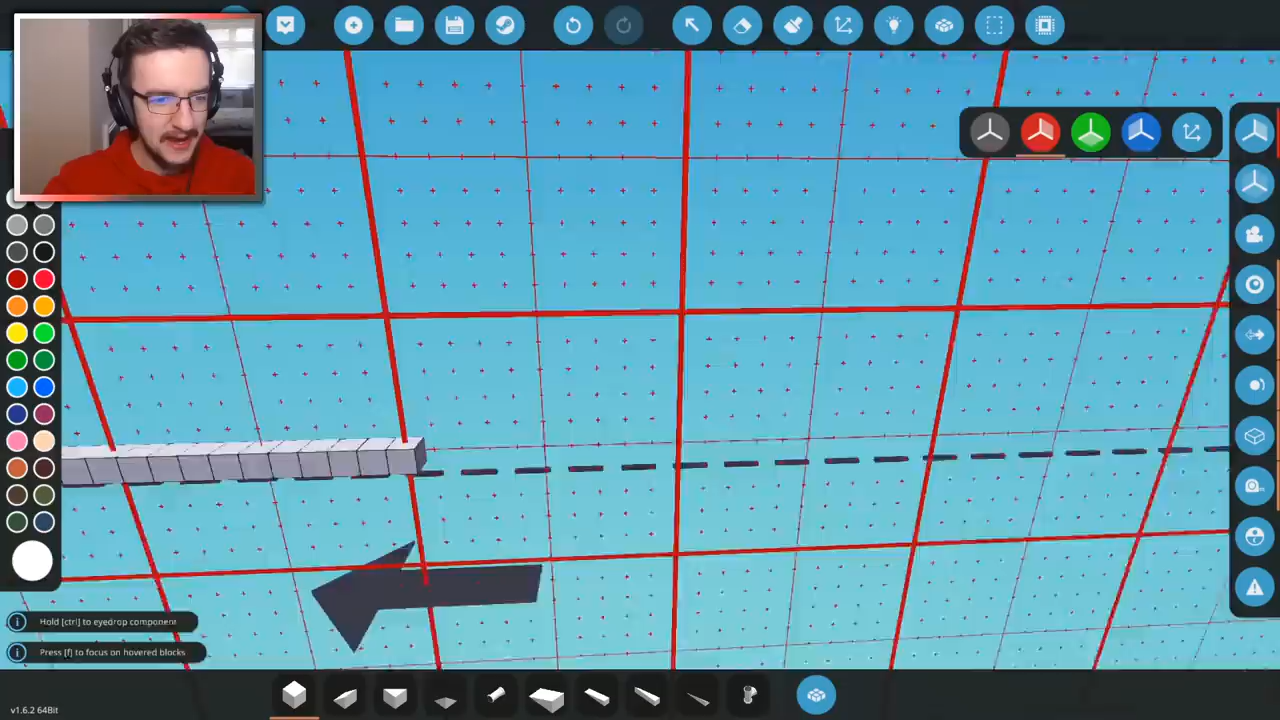 Hold [ctrl] to eyedrop component
Press [f] to focus on hovered blocks
v1.6.2 64Bit